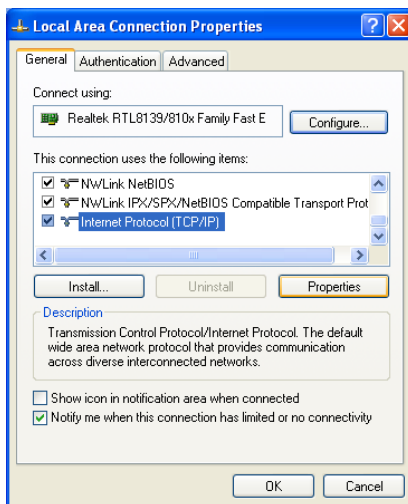 Local Area Connection Properties
General Authentication Advanced
Connect using:
Realtek RTL8139/810x Family Fast E
Configure...
This connection uses the following items:
NWLink NetBIOS
NWLink IPX/SPX/NetBIOS Compatible Transport Prot
Internet Protocol (TCP/IP)
Install... Uninstall Properties
Description
Transmission Control Protocol/Internet Protocol. The default
wide area network protocol that provides communication
across diverse interconnected networks.
Show icon in notification area when connected
Notify me when this connection has limited or no connectivity
OK Cancel